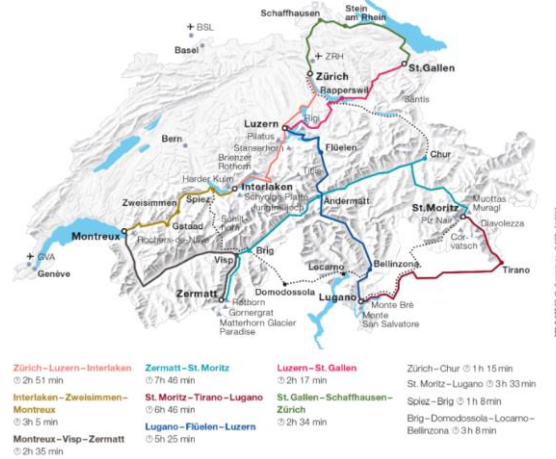 Schaffhausen
Stein
am Rhein
BSL
Basel
ZRH
Zürich
St.Gallen
Rapperswil
Säntis
Luzern
Rigi
Pilatus
Stanserhorn
Bern
Flüelen
Brienzer
Rothorn
Titlis
Chur
Harder Kulm
Interlaken
Zweisimmen
Spiez
Schynige Platte
Jungfraujoch
Andermatt
Muottas
Muragl
St.Moritz
Piz Nair
Diavolezza
Gstaad
Schilt-
horn
Montreux
Rochers-de-Naye
Cor-
vatsch
GVA
Genève
Visp
Brig
Locarno
Bellinzona
Tirano
Domodossola
Zermatt
Lugano
Monte Brè
Rothorn
Gornergrat
Monte
San Salvatore
Matterhorn Glacier
Paradise
Zürich–Luzern–Interlaken
2h 51 min
Interlaken–Zweisimmen–
Montreux
3h 5 min
Montreux–Visp–Zermatt
2h 35 min
Zermatt–St. Moritz
7h 46 min
St. Moritz–Tirano–Lugano
6h 46 min
Lugano–Flüelen–Luzern
5h 25 min
Luzern–St. Gallen
2h 17 min
St. Gallen–Schaffhausen–
Zürich
2h 34 min
Zürich–Chur 1h 15 min
St. Moritz–Lugano 3h 33 min
Spiez–Brig 1h 8min
Brig–Domodossola–Locarno–
Bellinzona 3h 8 min